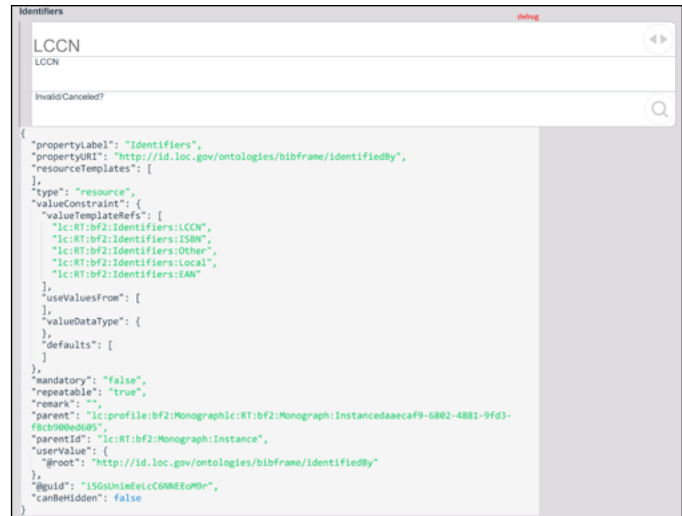 Identifiers
debug
LCCN
LCCN
Invalid/Canceled?
{
"propertyLabel": "Identifiers",
"propertyURI": "http://id.loc.gov/ontologies/bibframe/identifiedBy",
"resourceTemplates": [
],
"type": "resource",
"valueConstraint": {
"valueTemplateRefs": [
"lc:RT:bf2:Identifiers:LCCN",
"lc:RT:bf2:Identifiers:ISBN",
"lc:RT:bf2:Identifiers:Other",
"lc:RT:bf2:Identifiers:Local",
"lc:RT:bf2:Identifiers:EAN"
],
"useValuesFrom": [
],
"valueDataType": {
},
"defaults": [
]
},
"mandatory": "false",
"repeatable": "true",
"remark": "",
"parent": "lc:profile:bf2:Monographlc:RT:bf2:Monograph:Instancedaaecaf9-6802-4881-9fd3-
f8cb900ed605",
"parentId": "lc:RT:bf2:Monograph:Instance",
"userValue": {
"@root": "http://id.loc.gov/ontologies/bibframe/identifiedBy"
},
"@guid": "i5GsUnimEeLcC6NNEEoM9r",
"canBeHidden": false
}